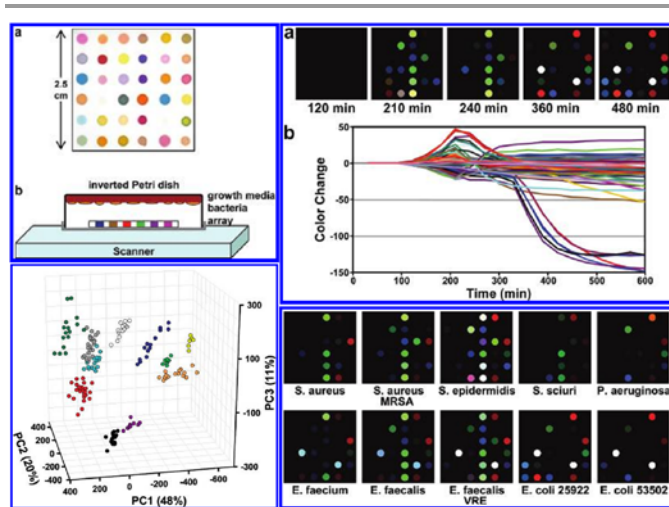 a
2.5
cm
b
inverted Petri dish
growth media
bacteria
array
Scanner
a
120 min
210 min
240 min
360 min
480 min
b
50
0
-50
-100
-150
Color Change
0
100
200
300
400
500
600
Time (min)
300
100
-100
-300
PC3 (11%)
400
200
0
-200
-400
PC2 (20%)
400
200
0
-200
-400
PC1 (48%)
S. aureus
S. aureus
MRSA
S. epidermidis
S. sciuri
P. aeruginosa
E. faecium
E. faecalis
E. faecalis
VRE
E. coli 25922
E. coli 53502